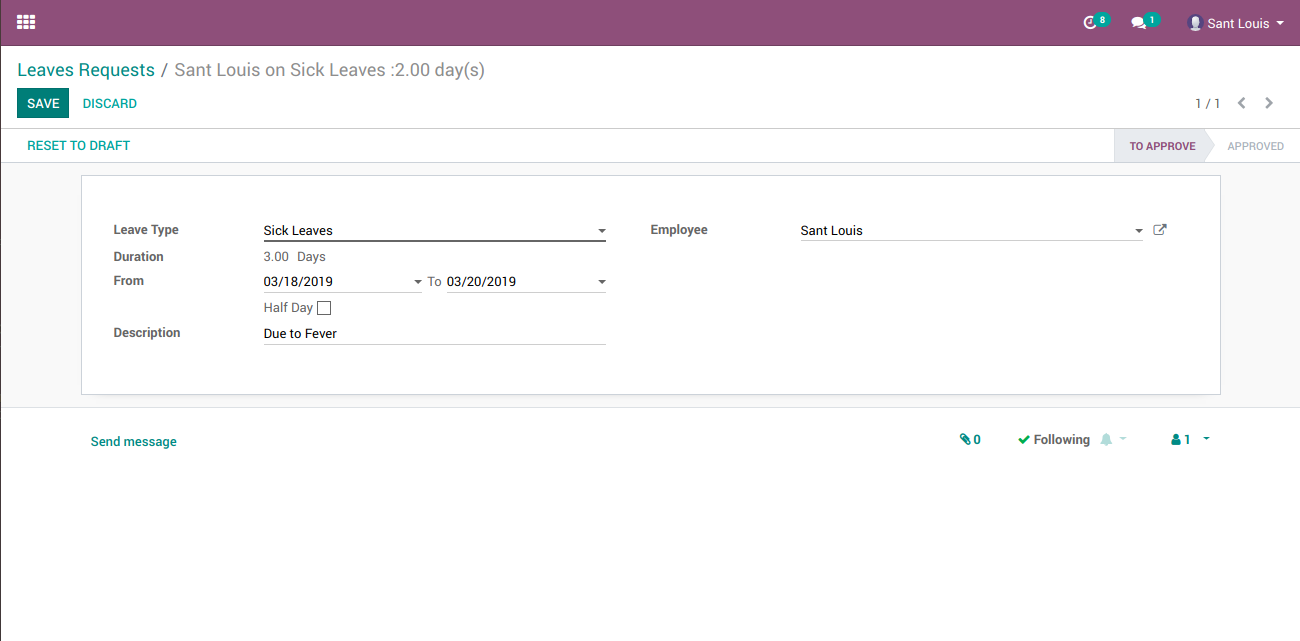 8 1 Sant Louis
Leaves Requests / Sant Louis on Sick Leaves :2.00 day(s)
SAVE DISCARD 1 / 1
RESET TO DRAFT TO APPROVE APPROVED
Leave Type Sick Leaves Employee Sant Louis
Duration 3.00 Days
From 03/18/2019 To 03/20/2019
Half Day
Description Due to Fever
Send message 0 Following 1